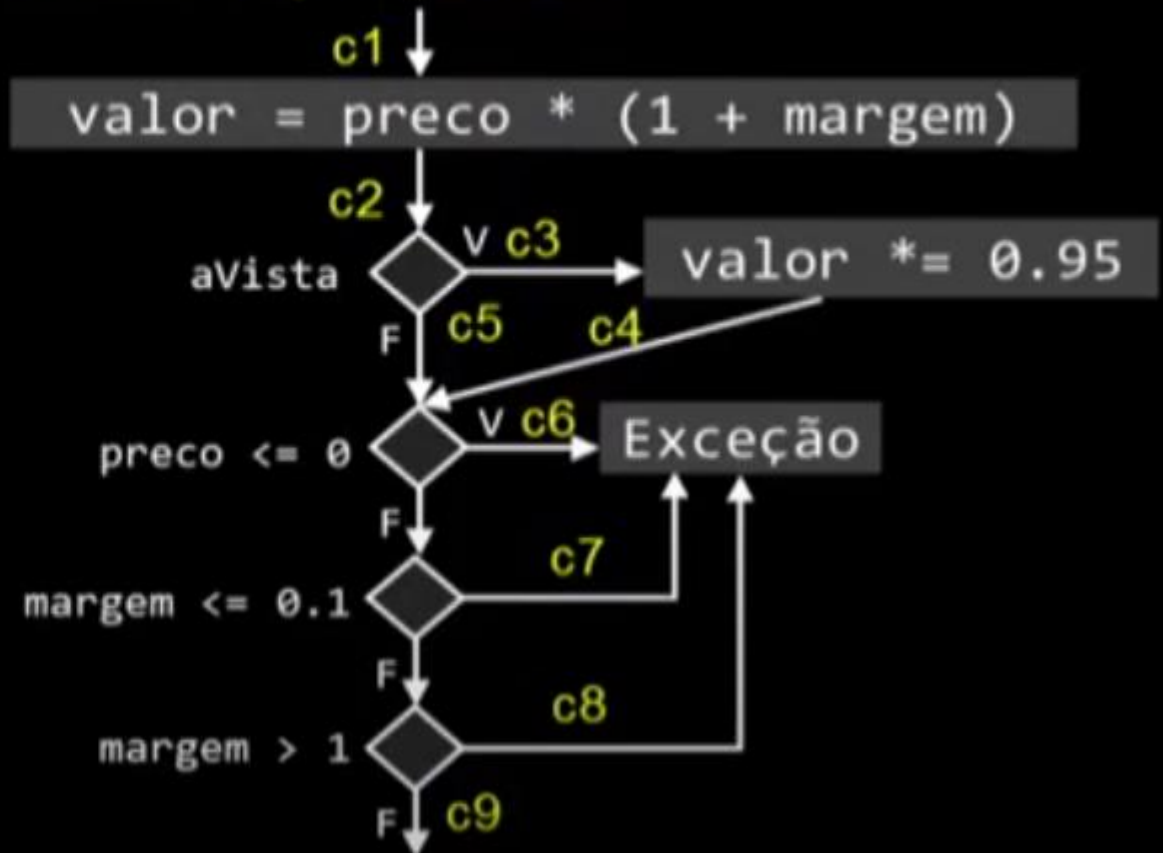 c1
valor = preco * (1 + margem)
c2
V c3
aVista
valor *= 0.95
F c5
c4
V c6
preco <= 0
Exceção
F
c7
margem <= 0.1
F
c8
margem > 1
F c9